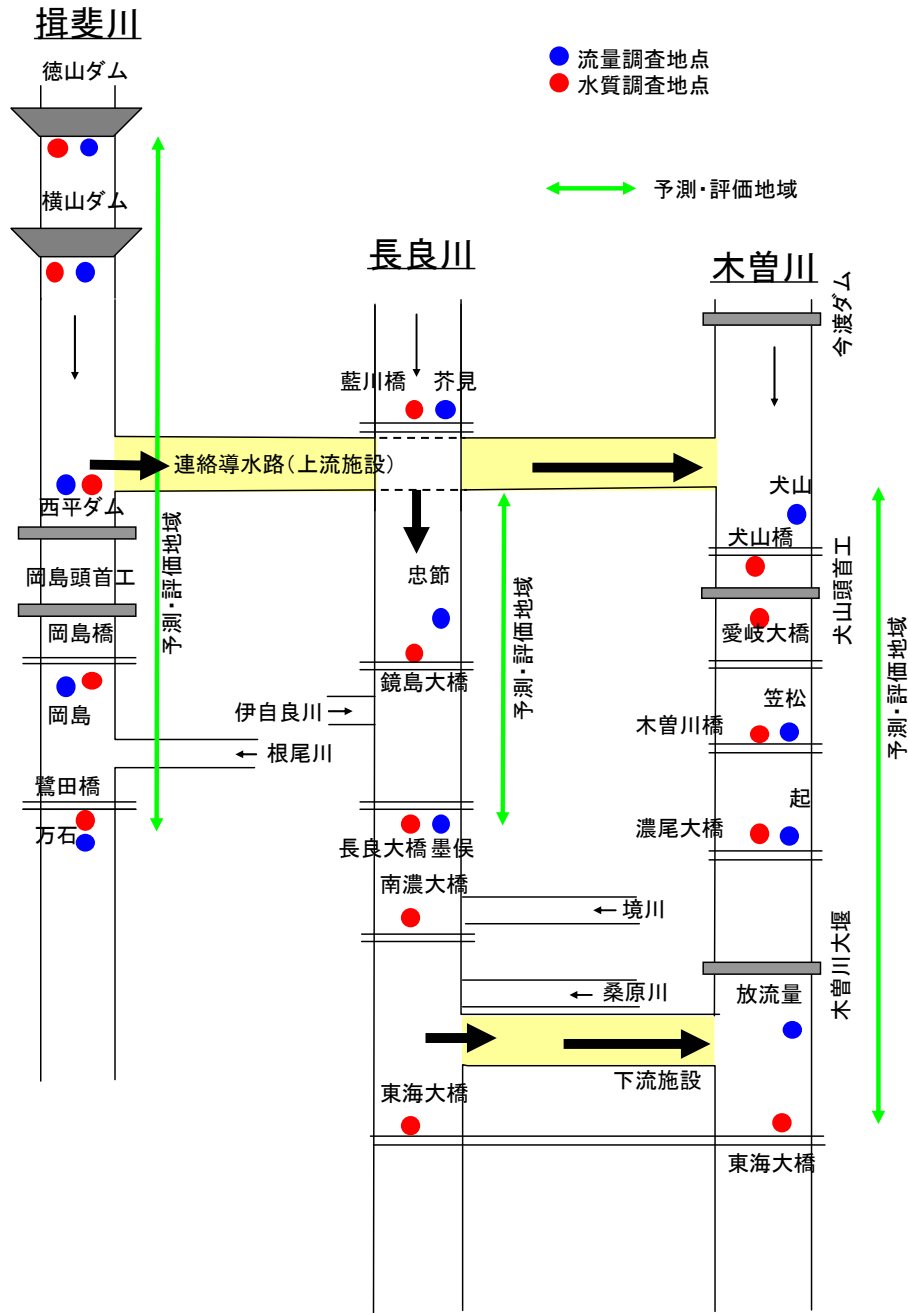 揖斐川
徳山ダム
流量調査地点
水質調査地点
予測・評価地域
横山ダム
長良川
木曽川
今渡ダム
藍川橋
芥見
連絡導水路(上流施設)
西平ダム
犬山
犬山橋
犬山頭首工
岡島頭首工
岡島橋
予測・評価地域
忠節
予測・評価地域
愛岐大橋
予測・評価地域
鏡島大橋
岡島
伊自良川
根尾川
笠松
木曽川橋
鷺田橋
万石
起
濃尾大橋
長良大橋
墨俣
南濃大橋
境川
桑原川
木曽川大堰
放流量
下流施設
東海大橋
東海大橋